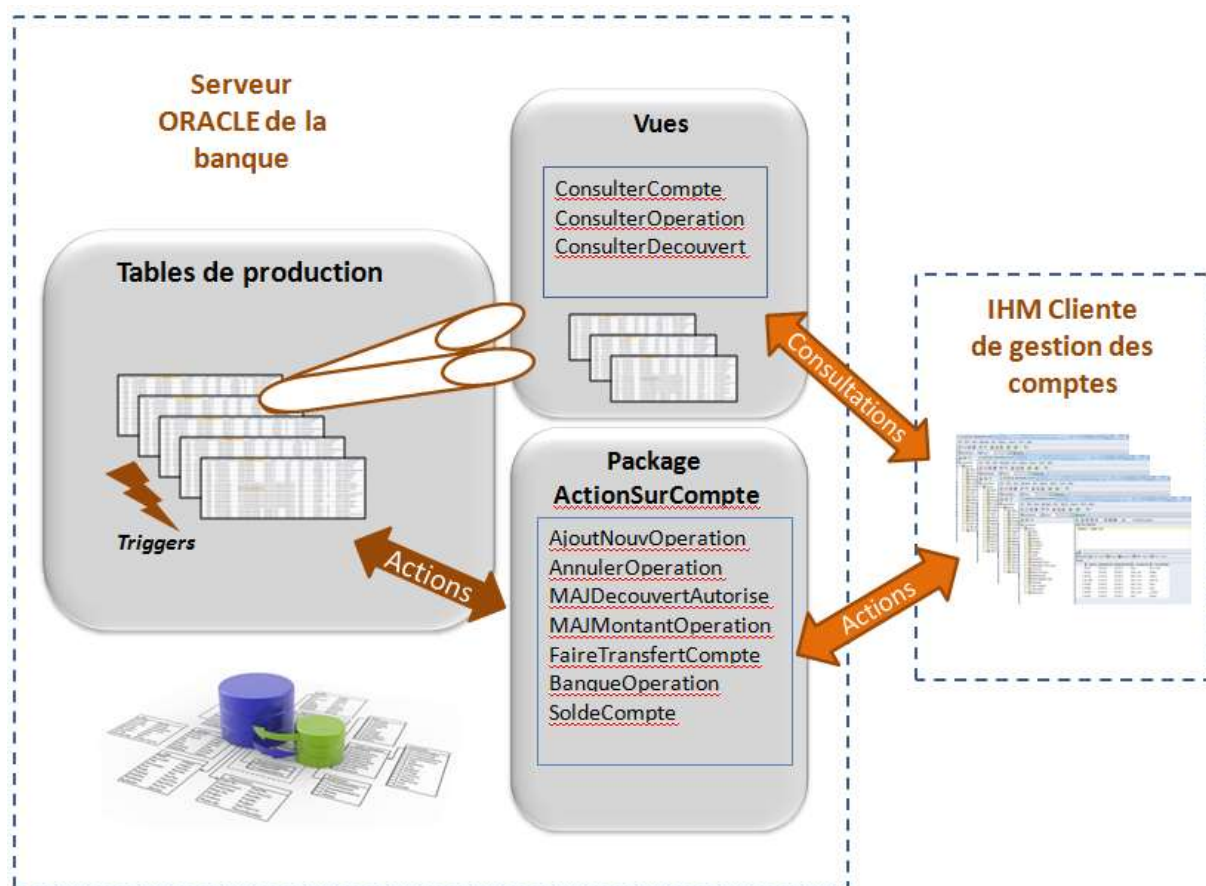 Serveur
ORACLE de la
banque
Vues
ConsulterCompte
ConsulterOperation
ConsulterDecouvert
Tables de production
Triggers
Package
ActionSurCompte
AjoutNouvOperation
AnnulerOperation
MAJDecouvertAutorise
MAJMontantOperation
FaireTransfertCompte
BanqueOperation
SoldeCompte
Actions
Consultations
Actions
IHM Cliente
de gestion des
comptes